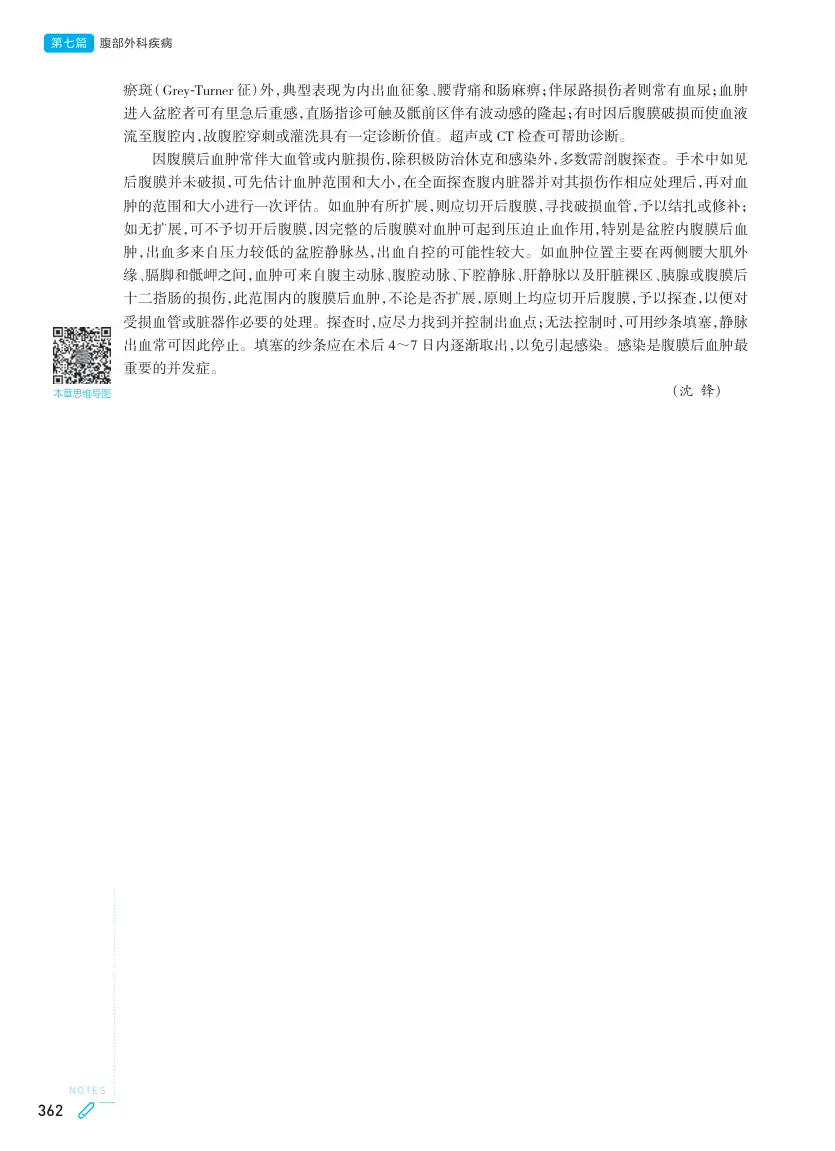 第七篇 腹部外科疾病
瘀斑(Grey-Turner 征)外,典型表现为内出血征象、腰背痛和肠麻痹;伴尿路损伤者则常有血尿;血肿
进入盆腔者可有里急后重感,直肠指诊可触及骶前区伴有波动感的隆起;有时因后腹膜破损而使血液
流至腹腔内,故腹腔穿刺或灌洗具有一定诊断价值。超声或 CT 检查可帮助诊断。
因腹膜后血肿常伴大血管或内脏损伤,除积极防治休克和感染外,多数需剖腹探查。手术中如见
后腹膜并未破损,可先估计血肿范围和大小,在全面探查腹内脏器并对其损伤作相应处理后,再对血
肿的范围和大小进行一次评估。如血肿有所扩展,则应切开后腹膜,寻找破损血管,予以结扎或修补;
如无扩展,可不予切开后腹膜,因完整的后腹膜对血肿可起到压迫止血作用,特别是盆腔内腹膜后血
肿,出血多来自压力较低的盆腔静脉丛,出血自控的可能性较大。如血肿位置主要在两侧腰大肌外
缘、膈脚和骶岬之间,血肿可来自腹主动脉、腹腔动脉、下腔静脉、肝静脉以及肝脏裸区、胰腺或腹膜后
十二指肠的损伤,此范围内的腹膜后血肿,不论是否扩展,原则上均应切开后腹膜,予以探查,以便对
受损血管或脏器作必要的处理。探查时,应尽力找到并控制出血点;无法控制时,可用纱条填塞,静脉
出血常可因此停止。填塞的纱条应在术后 4～7 日内逐渐取出,以免引起感染。感染是腹膜后血肿最
重要的并发症。
本章思维导图
(沈 锋)
NOTES
362